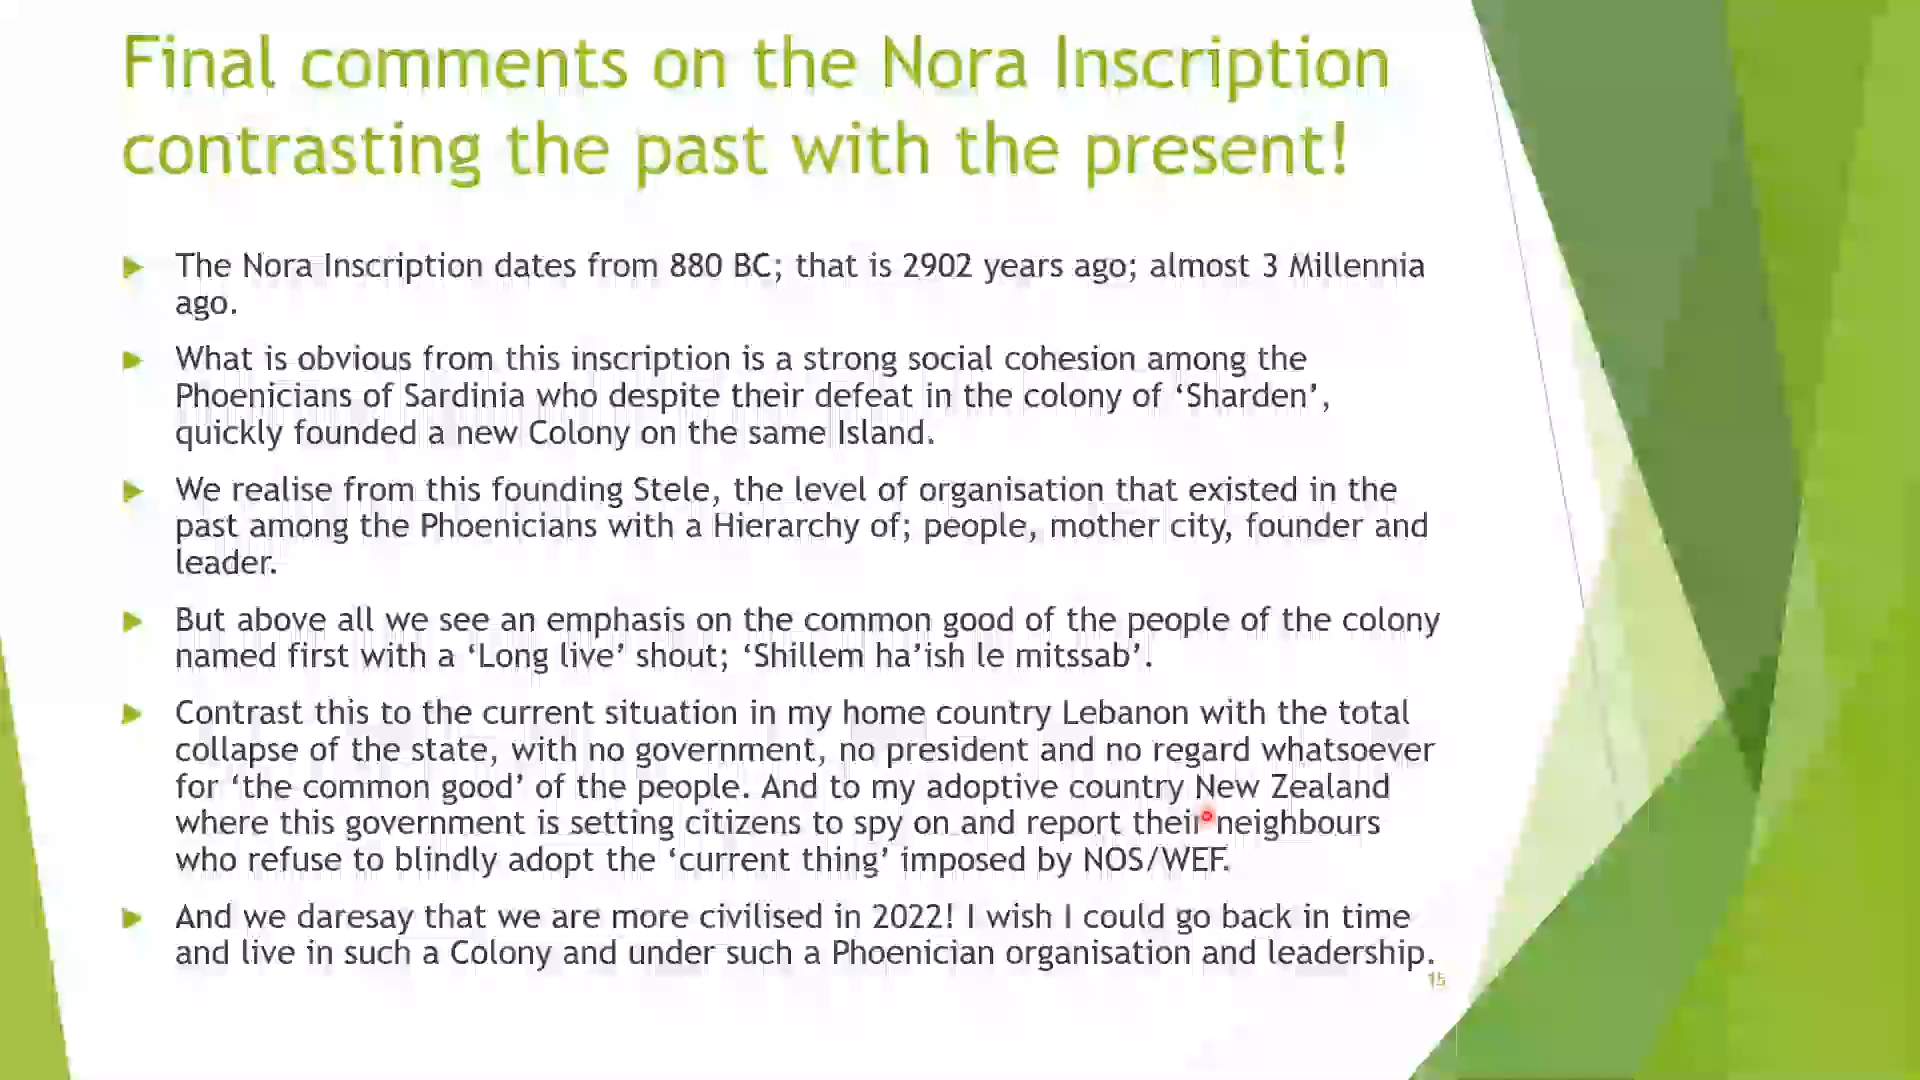 Final comments on the Nora Inscription
contrasting the past with the present!
The Nora Inscription dates from 880 BC; that is 2902 years ago; almost 3 Millennia
ago.
What is obvious from this inscription is a strong social cohesion among the
Phoenicians of Sardinia who despite their defeat in the colony of ‘Sharden’,
quickly founded a new Colony on the same Island.
We realise from this founding Stele, the level of organisation that existed in the
past among the Phoenicians with a Hierarchy of; people, mother city, founder and
leader.
But above all we see an emphasis on the common good of the people of the colony
named first with a ‘Long live’ shout; ‘Shillem ha’ish le mitssab’.
Contrast this to the current situation in my home country Lebanon with the total
collapse of the state, with no government, no president and no regard whatsoever
for ‘the common good’ of the people. And to my adoptive country New Zealand
where this government is setting citizens to spy on and report their neighbours
who refuse to blindly adopt the ‘current thing’ imposed by NOS/WEF.
And we daresay that we are more civilised in 2022! I wish I could go back in time
and live in such a Colony and under such a Phoenician organisation and leadership.
15